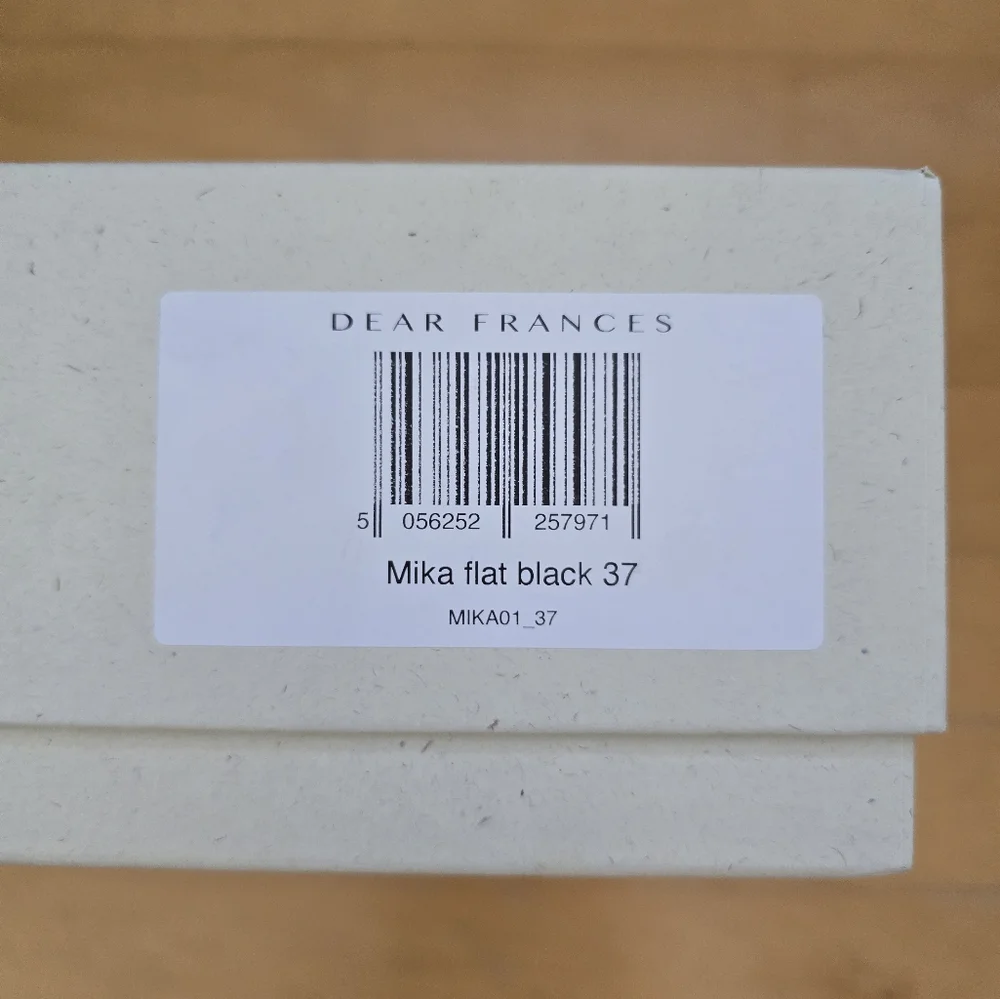 DEAR FRANCES
5 056252 257971
Mika flat black 37
MIKA01_37